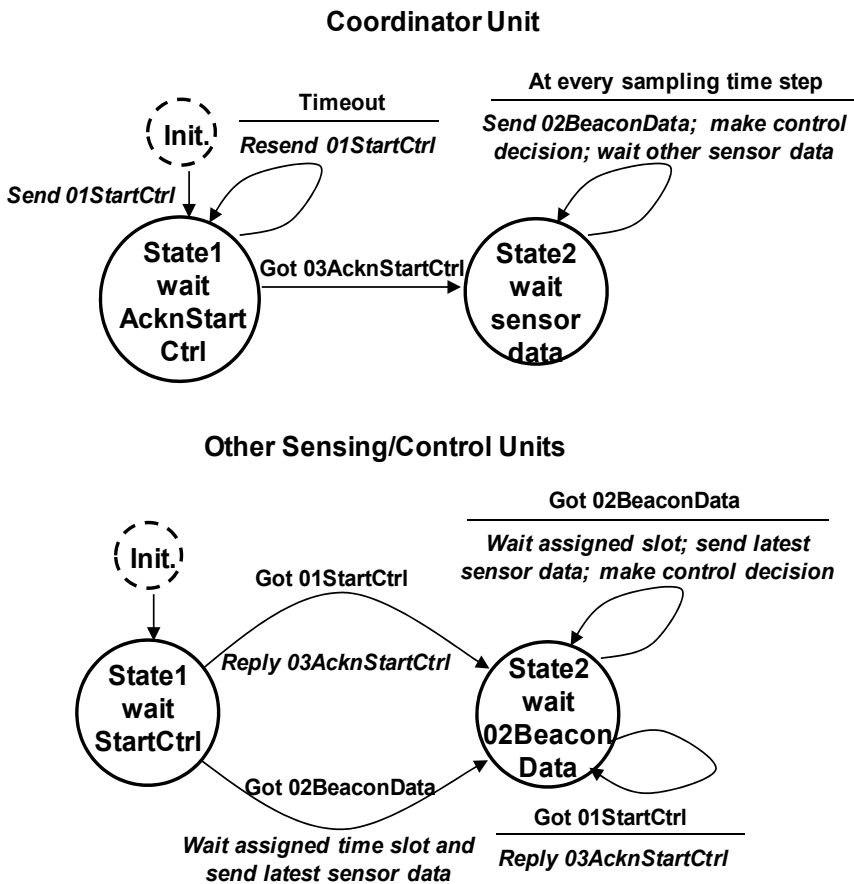 Coordinator Unit
At every sampling time step
Send 02BeaconData; make control
decision; wait other sensor data
Timeout
Resend 01StartCtrl
Init.
Send 01StartCtrl
State1
wait
AcknStart
Ctrl
Got 03AcknStartCtrl
State2
wait
sensor
data
Other Sensing/Control Units
Got 02BeaconData
Wait assigned slot; send latest
sensor data; make control decision
Init.
Got 01StartCtrl
Reply 03AcknStartCtrl
State1
wait
StartCtrl
State2
wait
02Beacon
Data
Got 02BeaconData
Wait assigned time slot and
send latest sensor data
Got 01StartCtrl
Reply 03AcknStartCtrl